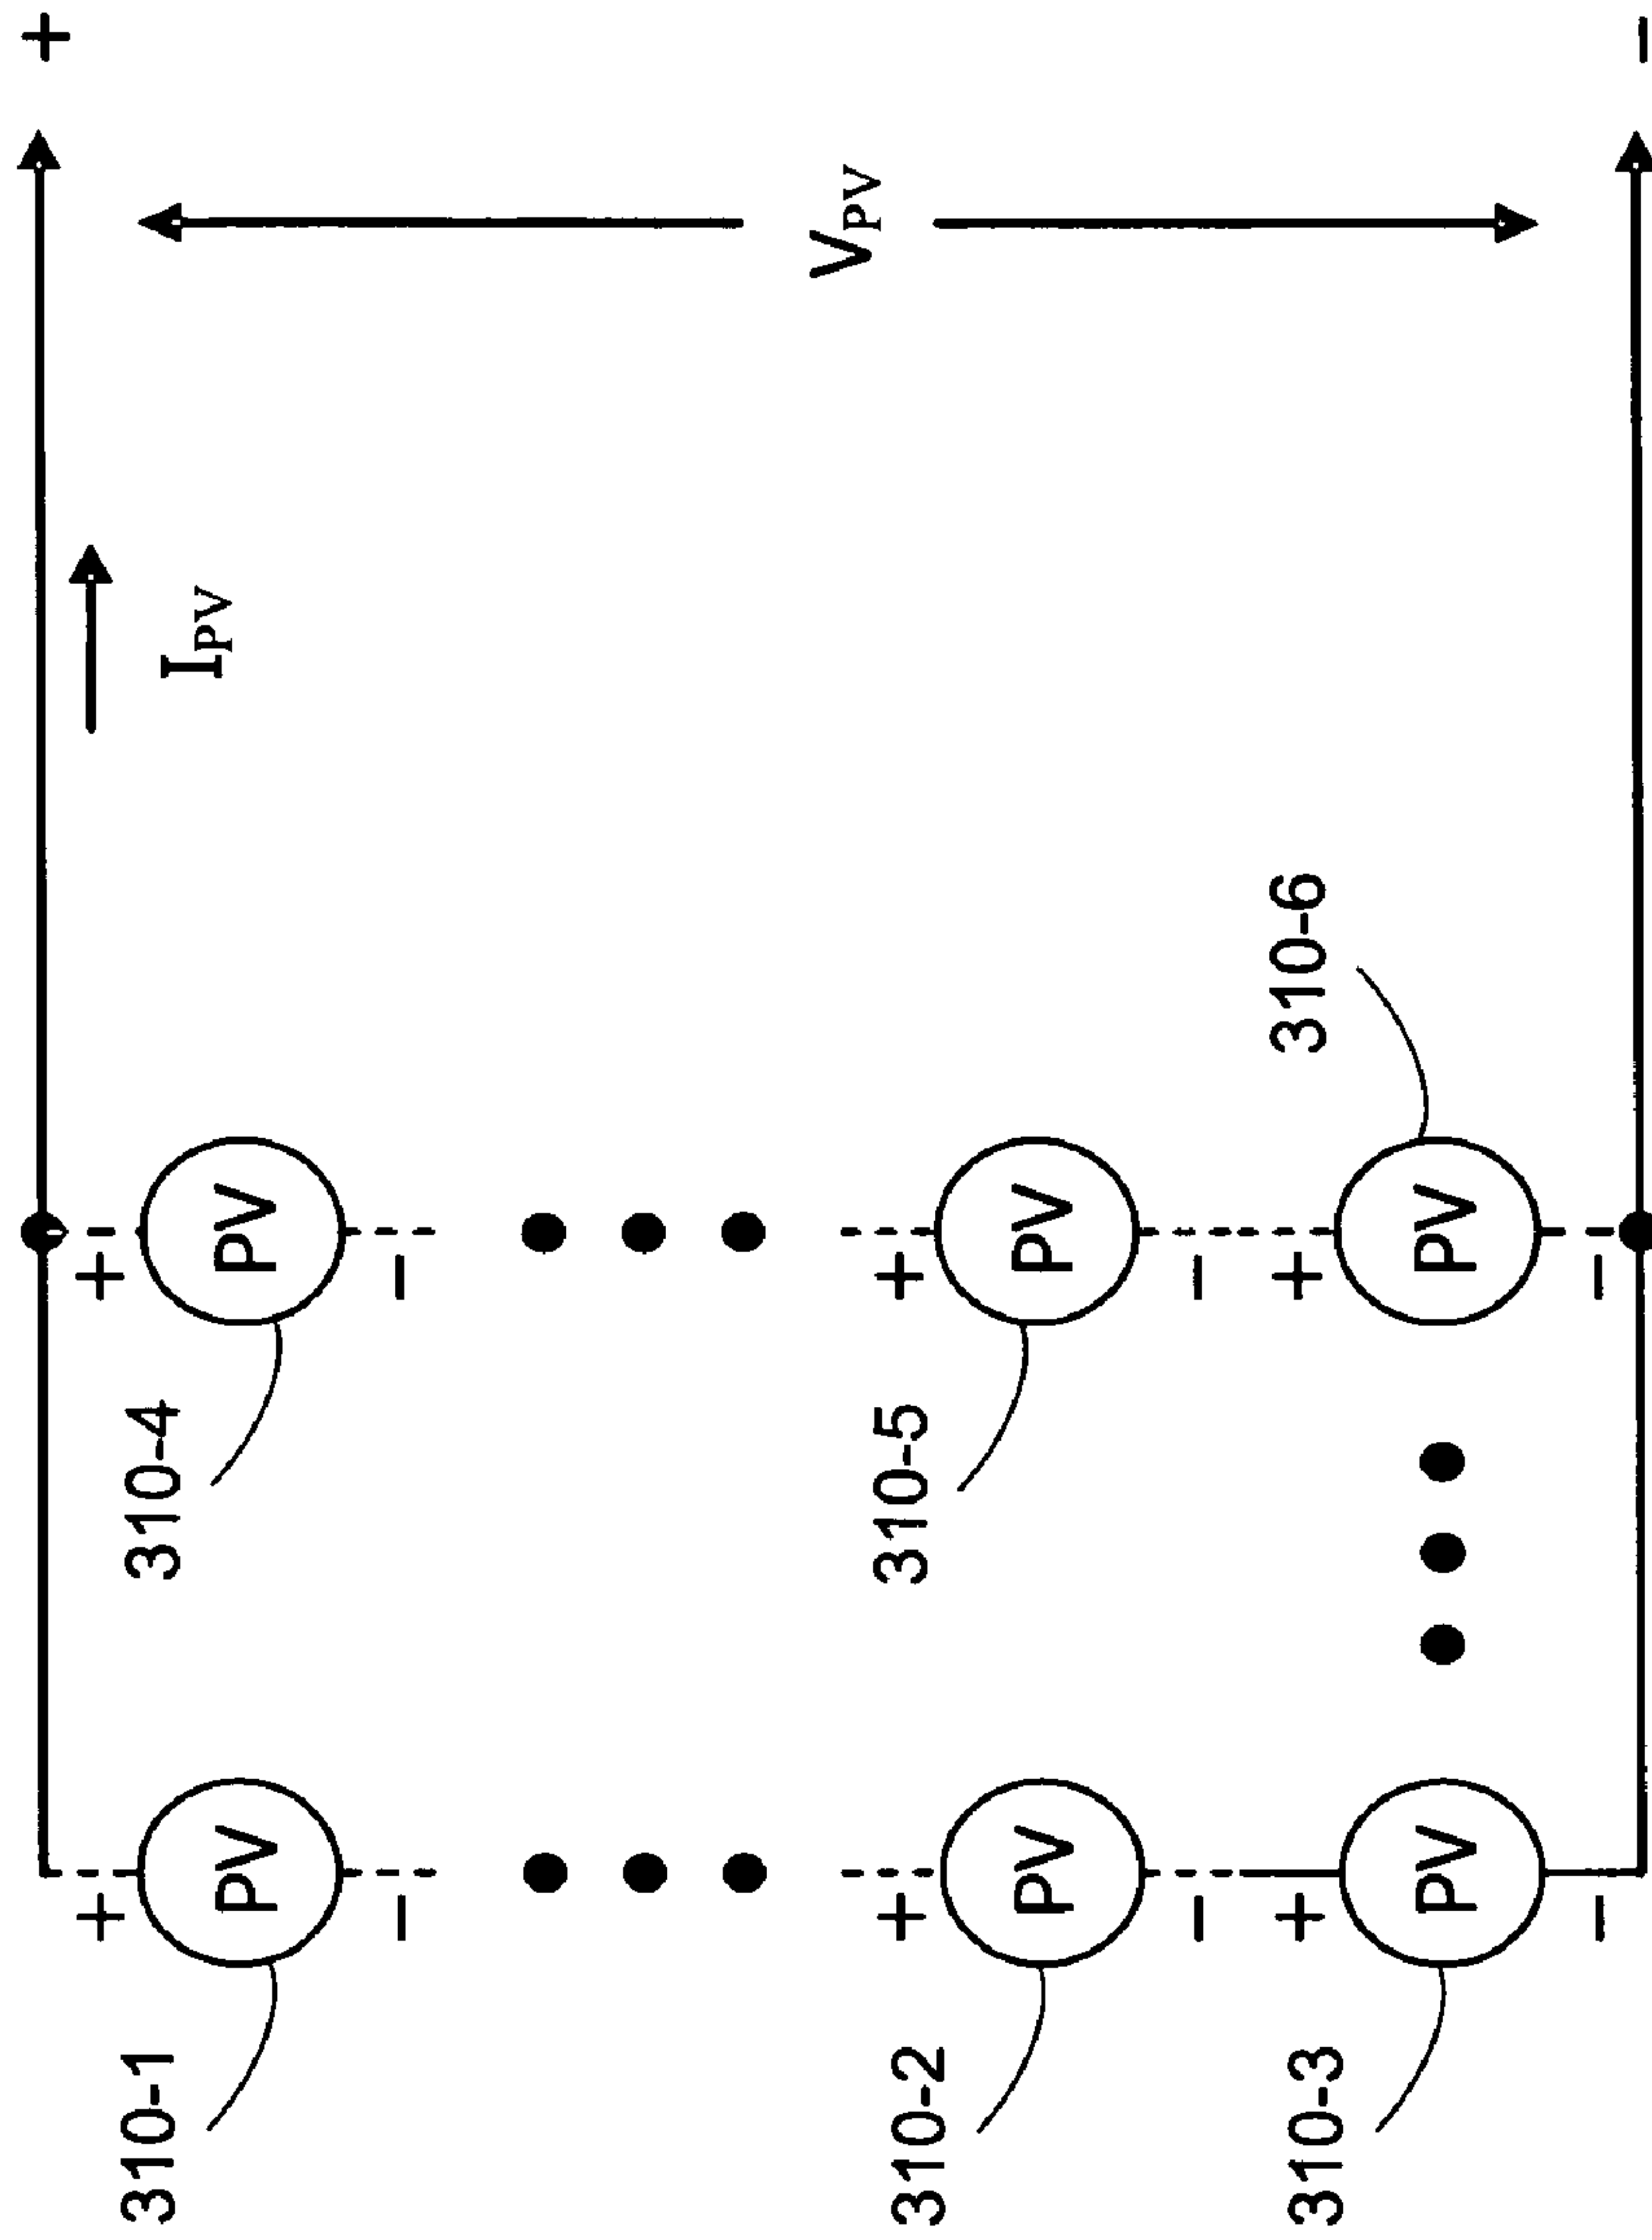 +
+
+
310-1
310-4
IPV
PV
PV
-
-
VPV
+
+
310-2
310-5
PV
PV
-
-
+
+
310-3
310-6
PV
PV
-
-
-